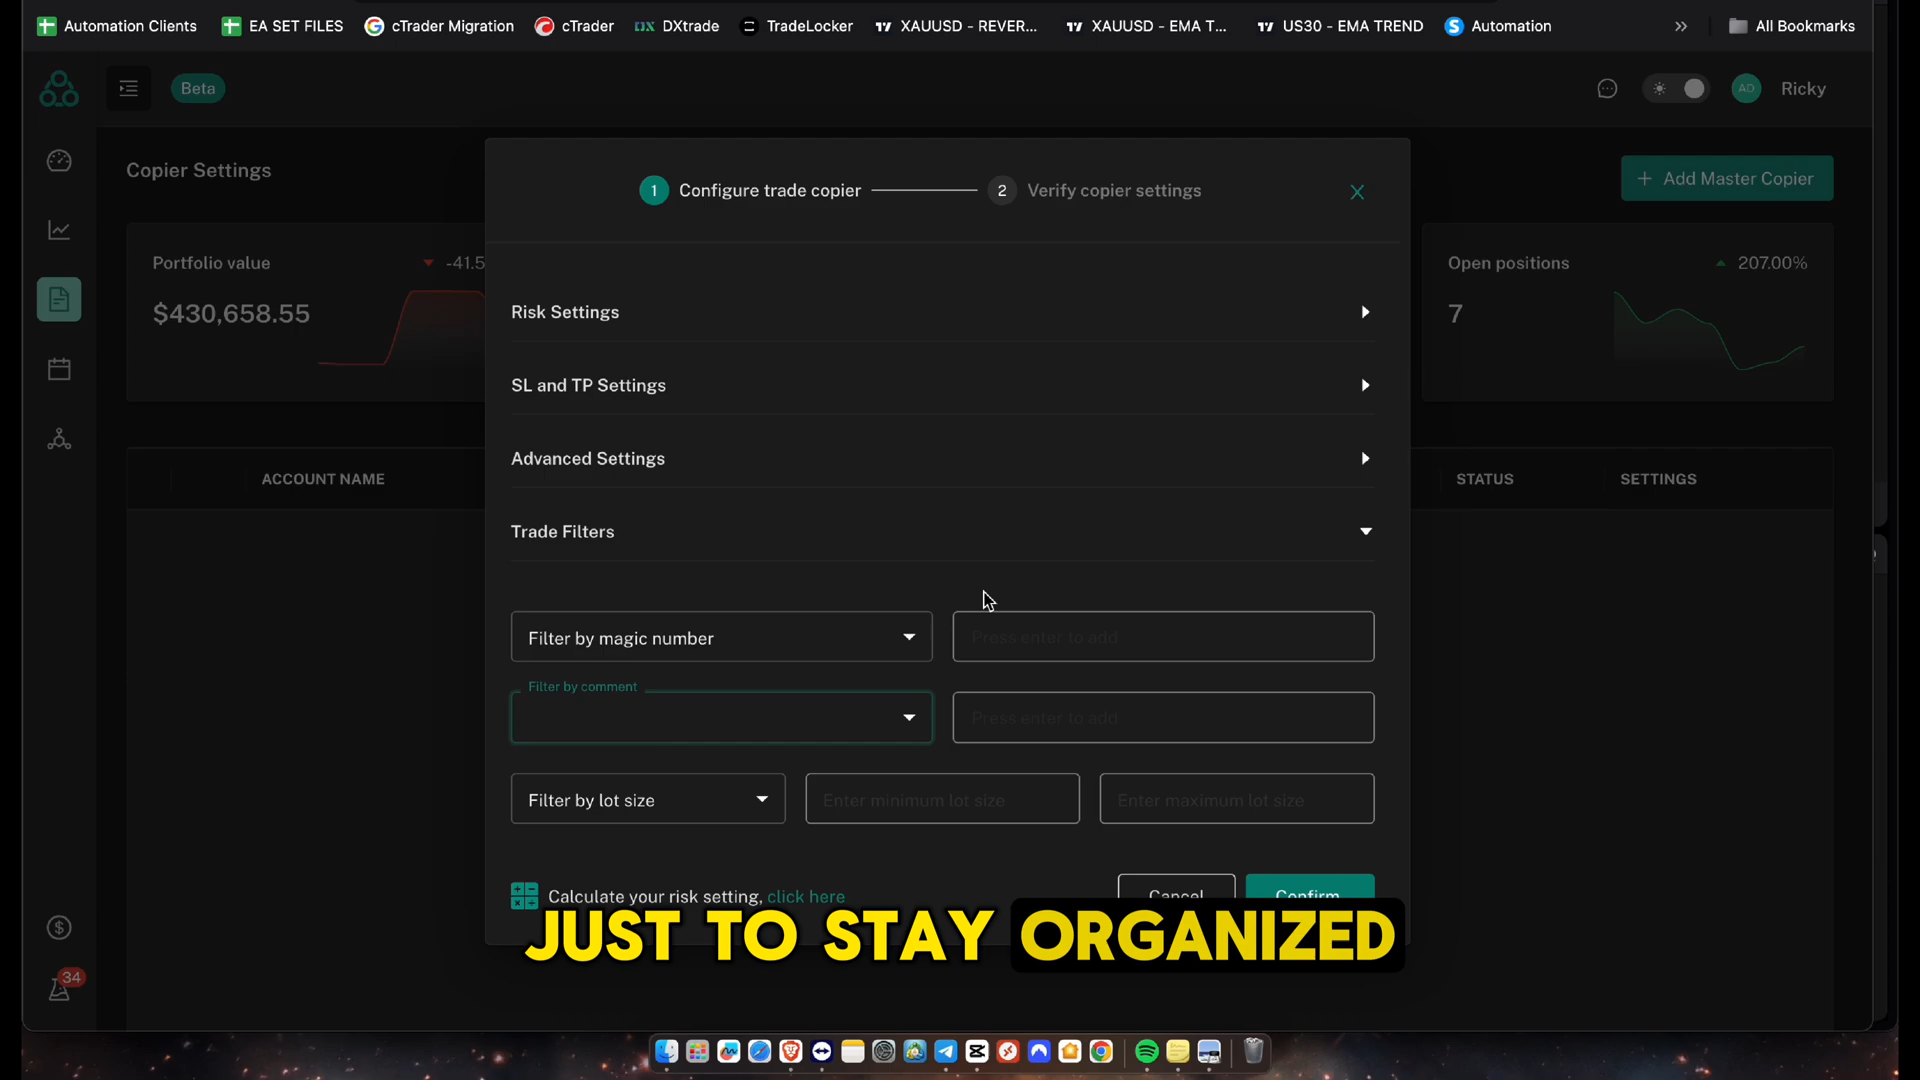 Automation Clients EA SET FILES cTrader Migration cTrader DXtrade TradeLocker XAUUSD - REVER... XAUUSD - EMA T... US30 - EMA TREND Automation All Bookmarks
Beta AD Ricky
Copier Settings
1 Configure trade copier 2 Verify copier settings
+ Add Master Copier
Portfolio value -41.5
$430,658.55
Open positions 207.00%
7
Risk Settings
SL and TP Settings
Advanced Settings
ACCOUNT NAME STATUS SETTINGS
Trade Filters
Filter by magic number Press enter to add
Filter by comment
Press enter to add
Filter by lot size Enter minimum lot size Enter maximum lot size
Calculate your risk setting, click here Cancel Confirm
JUST TO STAY ORGANIZED
34